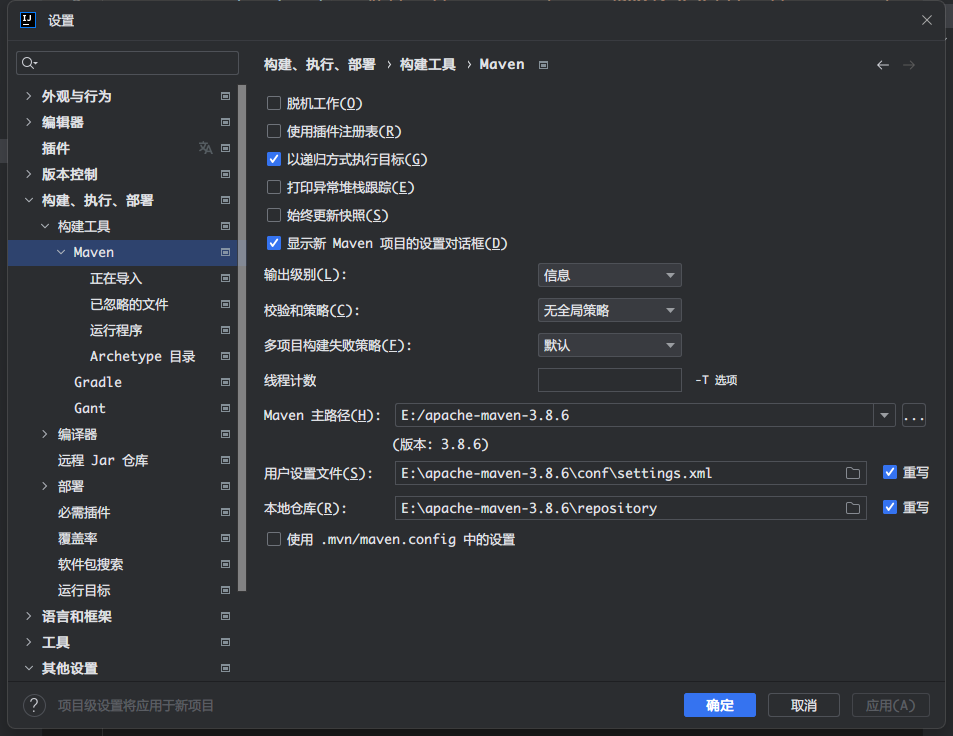 设置
构建、执行、部署 › 构建工具 › Maven
外观与行为
编辑器
插件
版本控制
构建、执行、部署
构建工具
Maven
正在导入
已忽略的文件
运行程序
Archetype 目录
Gradle
Gant
编译器
远程 Jar 仓库
部署
必需插件
覆盖率
软件包搜索
运行目标
语言和框架
工具
其他设置
脱机工作(O)
使用插件注册表(R)
以递归方式执行目标(G)
打印异常堆栈跟踪(E)
始终更新快照(S)
显示新 Maven 项目的设置对话框(D)
输出级别(L): 信息
校验和策略(C): 无全局策略
多项目构建失败策略(F): 默认
线程计数 -T 选项
Maven 主路径(H): E:/apache-maven-3.8.6 ...
(版本: 3.8.6)
用户设置文件(S): E:\apache-maven-3.8.6\conf\settings.xml 重写
本地仓库(R): E:\apache-maven-3.8.6\repository 重写
使用 .mvn/maven.config 中的设置
? 项目级设置将应用于新项目
确定 取消 应用(A)